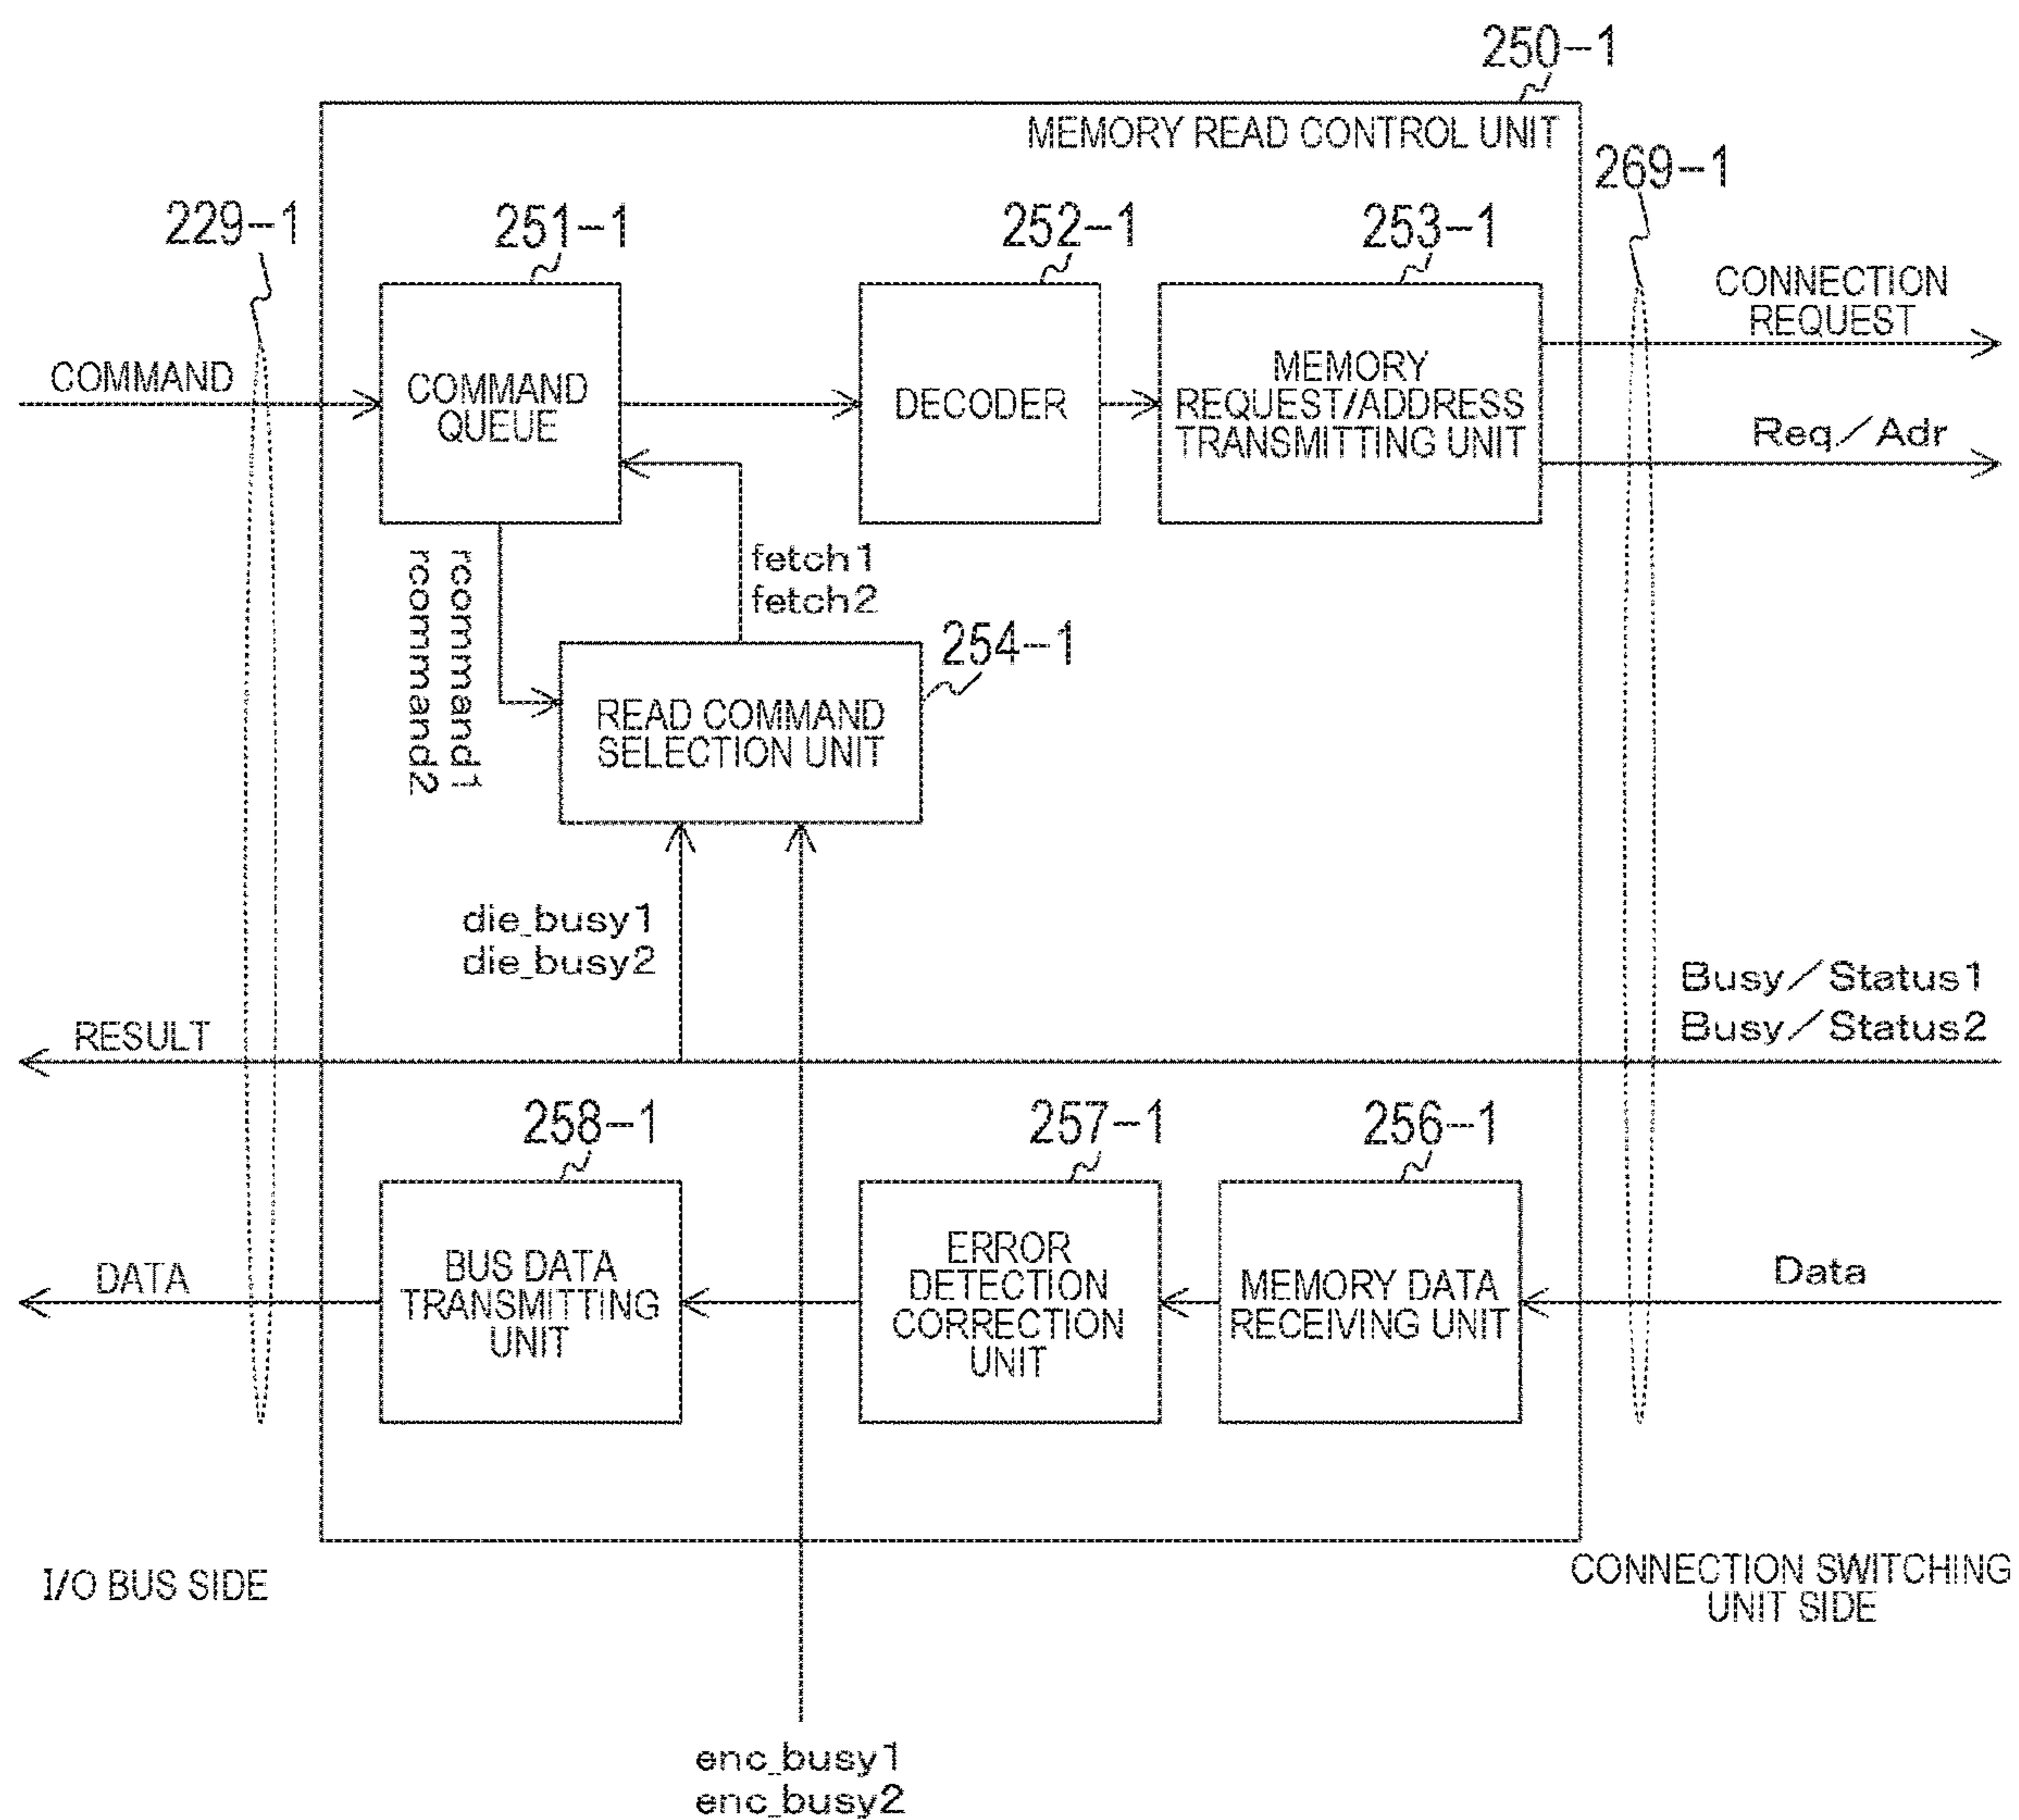 250-1
MEMORY READ CONTROL UNIT
269-1
229-1
251-1
252-1
253-1
CONNECTION
REQUEST
COMMAND
COMMAND
QUEUE
DECODER
MEMORY
REQUEST/ADDRESS
TRANSMITTING UNIT
Req/Adr
rcommand1
rcommand2
fetch1
fetch2
254-1
READ COMMAND
SELECTION UNIT
die_busy1
die_busy2
Busy/Status1
Busy/Status2
RESULT
258-1
257-1
256-1
DATA
BUS DATA
TRANSMITTING
UNIT
ERROR
DETECTION
CORRECTION
UNIT
MEMORY DATA
RECEIVING UNIT
Data
I/O BUS SIDE
CONNECTION SWITCHING
UNIT SIDE
enc_busy1
enc_busy2